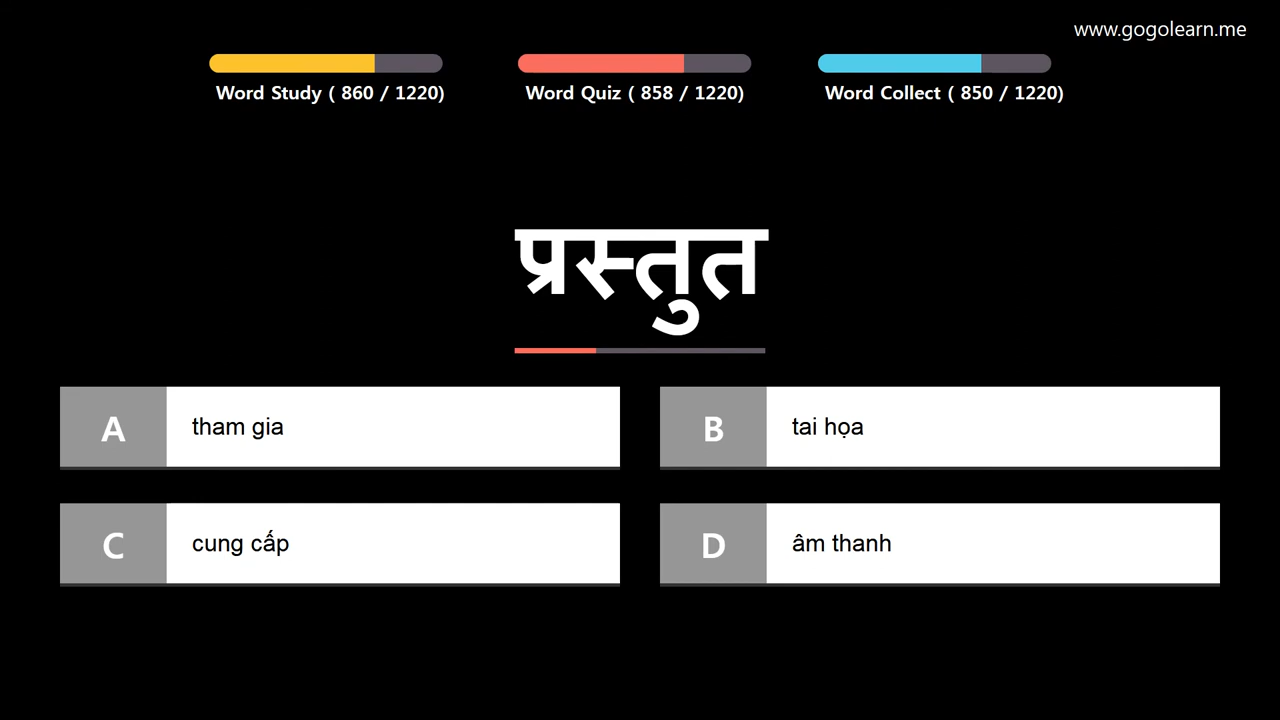 www.gogolearn.me
Word Study ( 860 / 1220)
Word Quiz ( 858 / 1220)
Word Collect ( 850 / 1220)
प्रस्तुत
A tham gia
B tai họa
C cung cấp
D âm thanh